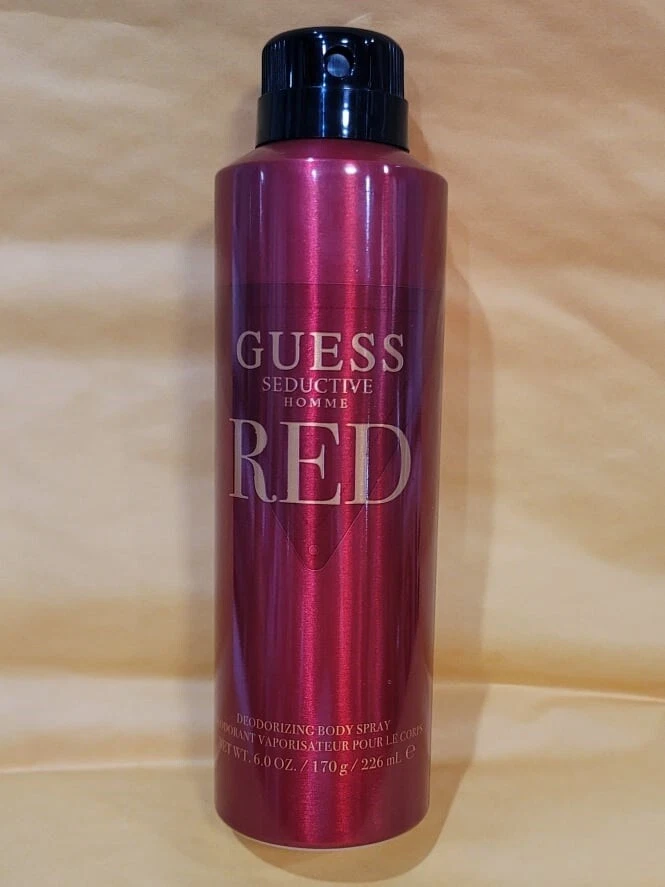 GUESS
SEDUCTIVE
HOMME
RED
DEODORIZING BODY SPRAY
VAPORISATEUR POUR LE CORPS
WT. 6.0 OZ. / 170 g / 226 mL ℮